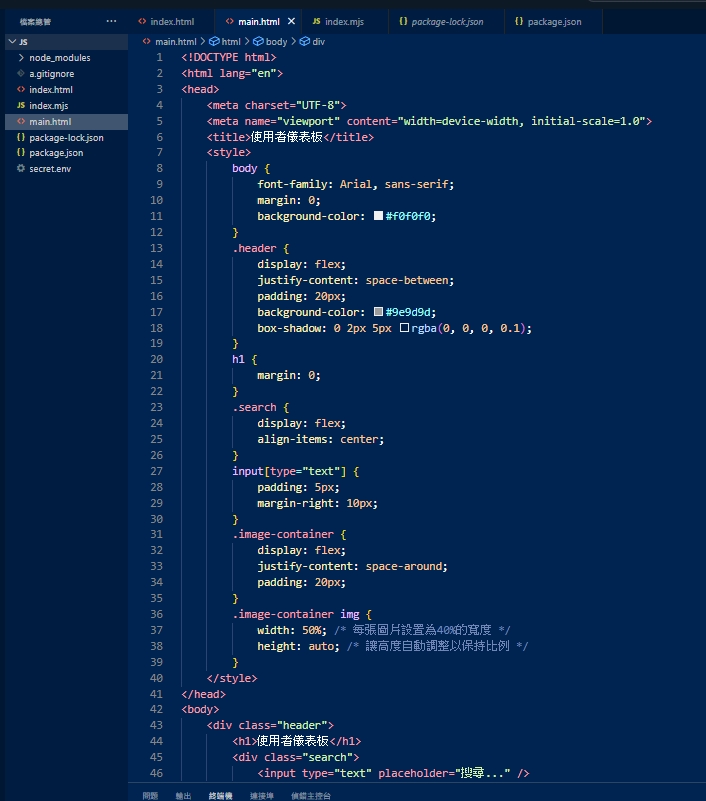 檔案總管 ···
index.html main.html index.mjs package-lock.json package.json
JS
node_modules
a.gitignore
index.html
index.mjs
main.html
package-lock.json
package.json
secret.env
main.html > html > body > div
1 <!DOCTYPE html>
2 <html lang="en">
3 <head>
4 <meta charset="UTF-8">
5 <meta name="viewport" content="width=device-width, initial-scale=1.0">
6 <title>使用者儀表板</title>
7 <style>
8 body {
9 font-family: Arial, sans-serif;
10 margin: 0;
11 background-color: #f0f0f0;
12 }
13 .header {
14 display: flex;
15 justify-content: space-between;
16 padding: 20px;
17 background-color: #9e9d9d;
18 box-shadow: 0 2px 5px rgba(0, 0, 0, 0.1);
19 }
20 h1 {
21 margin: 0;
22 }
23 .search {
24 display: flex;
25 align-items: center;
26 }
27 input[type="text"] {
28 padding: 5px;
29 margin-right: 10px;
30 }
31 .image-container {
32 display: flex;
33 justify-content: space-around;
34 padding: 20px;
35 }
36 .image-container img {
37 width: 50%; /* 每張圖片設置為40%的寬度 */
38 height: auto; /* 讓高度自動調整以保持比例 */
39 }
40 </style>
41 </head>
42 <body>
43 <div class="header">
44 <h1>使用者儀表板</h1>
45 <div class="search">
46 <input type="text" placeholder="搜尋..." />
問題 輸出 終端機 連接埠 偵錯主控台